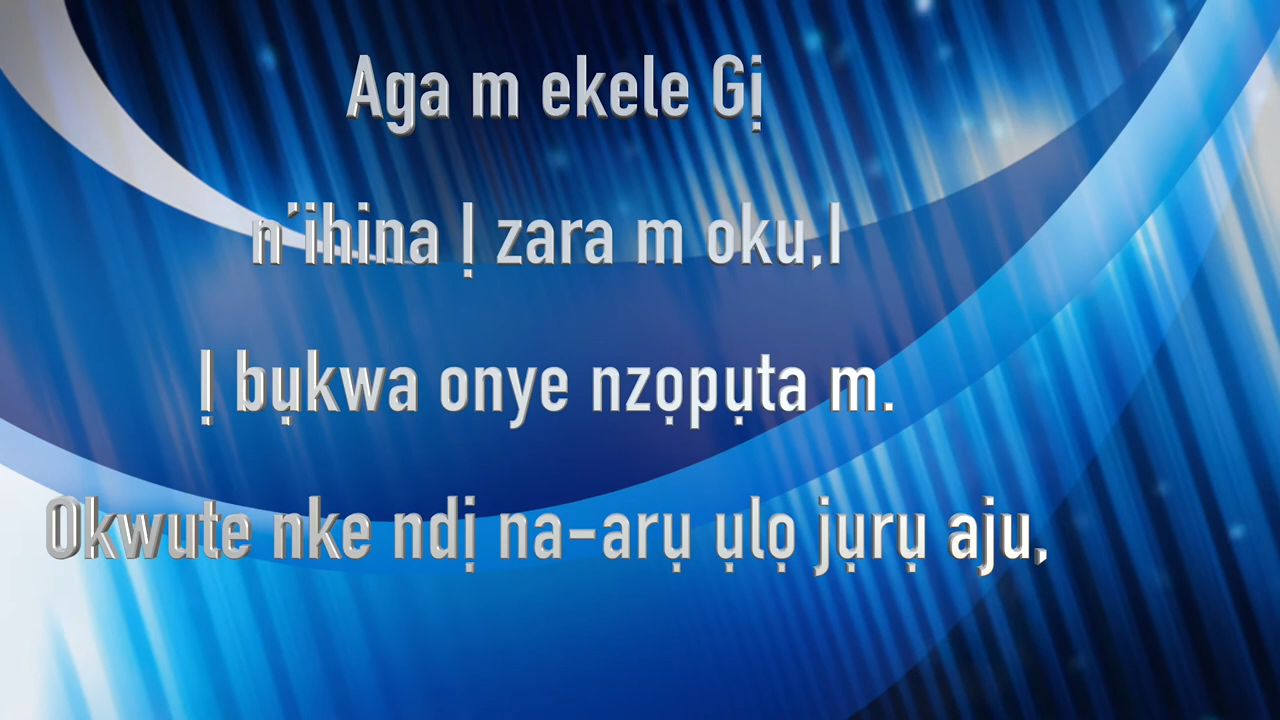 Aga m ekele Gị
n'ihina Ị zara m oku,I
Ị bụkwa onye nzọpụta m.
Okwute nke ndị na-arụ ụlọ jụrụ aju,